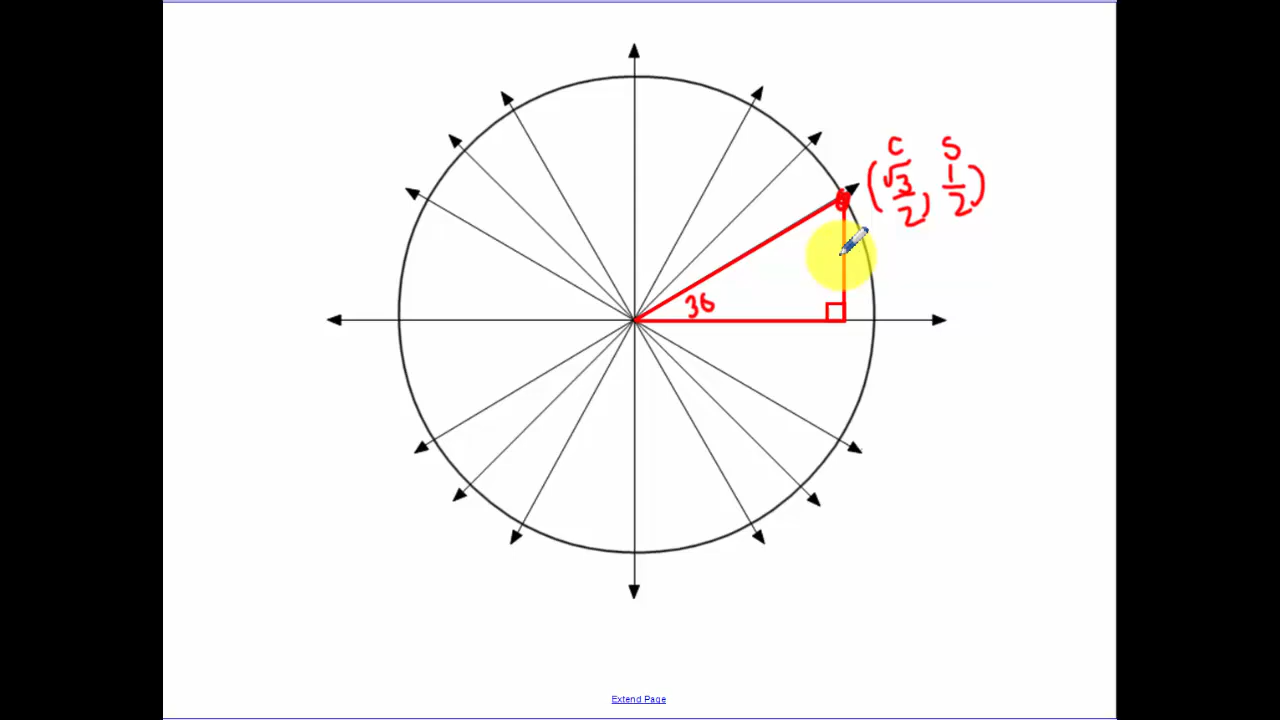 C S
(√3/2, 1/2)
30
Extend Page